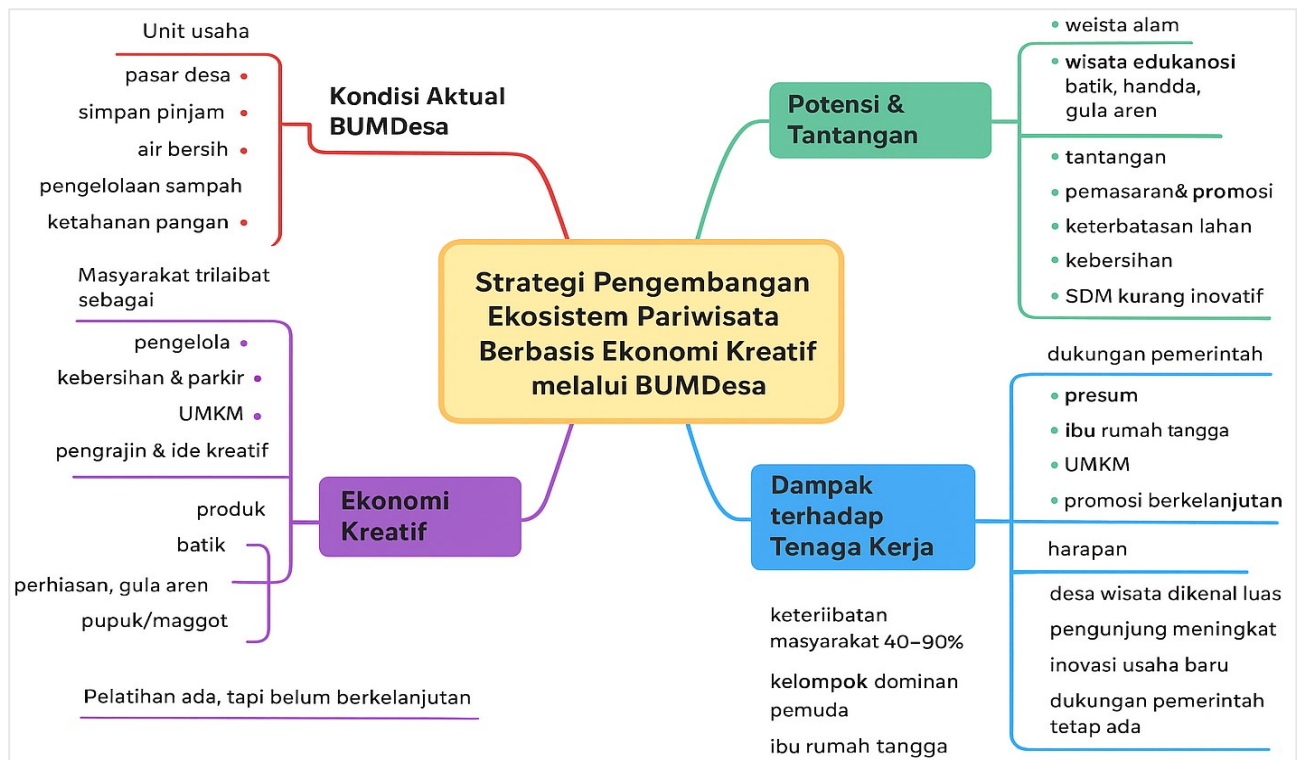 Unit usaha
pasar desa
simpan pinjam
air bersih
pengelolaan sampah
ketahanan pangan
Kondisi Aktual
BUMDesa
Potensi &
Tantangan
• weista alam
• wisata edukanosi
batik, handda,
gula aren
• tantangan
• pemasaran& promosi
• keterbatasan lahan
• kebersihan
• SDM kurang inovatif
Strategi Pengembangan
Ekosistem Pariwisata
Berbasis Ekonomi Kreatif
melalui BUMDesa
Masyarakat trilaibat
sebagai
pengelola
kebersihan & parkir
UMKM
pengrajin & ide kreatif
Ekonomi
Kreatif
produk
batik
perhiasan, gula aren
pupuk/maggot
Pelatihan ada, tapi belum berkelanjutan
Dampak
terhadap
Tenaga Kerja
dukungan pemerintah
• presum
• ibu rumah tangga
• UMKM
• promosi berkelanjutan
harapan
desa wisata dikenal luas
pengunjung meningkat
inovasi usaha baru
dukungan pemerintah
tetap ada
keteriibatan
masyarakat 40–90%
kelompok dominan
pemuda
ibu rumah tangga